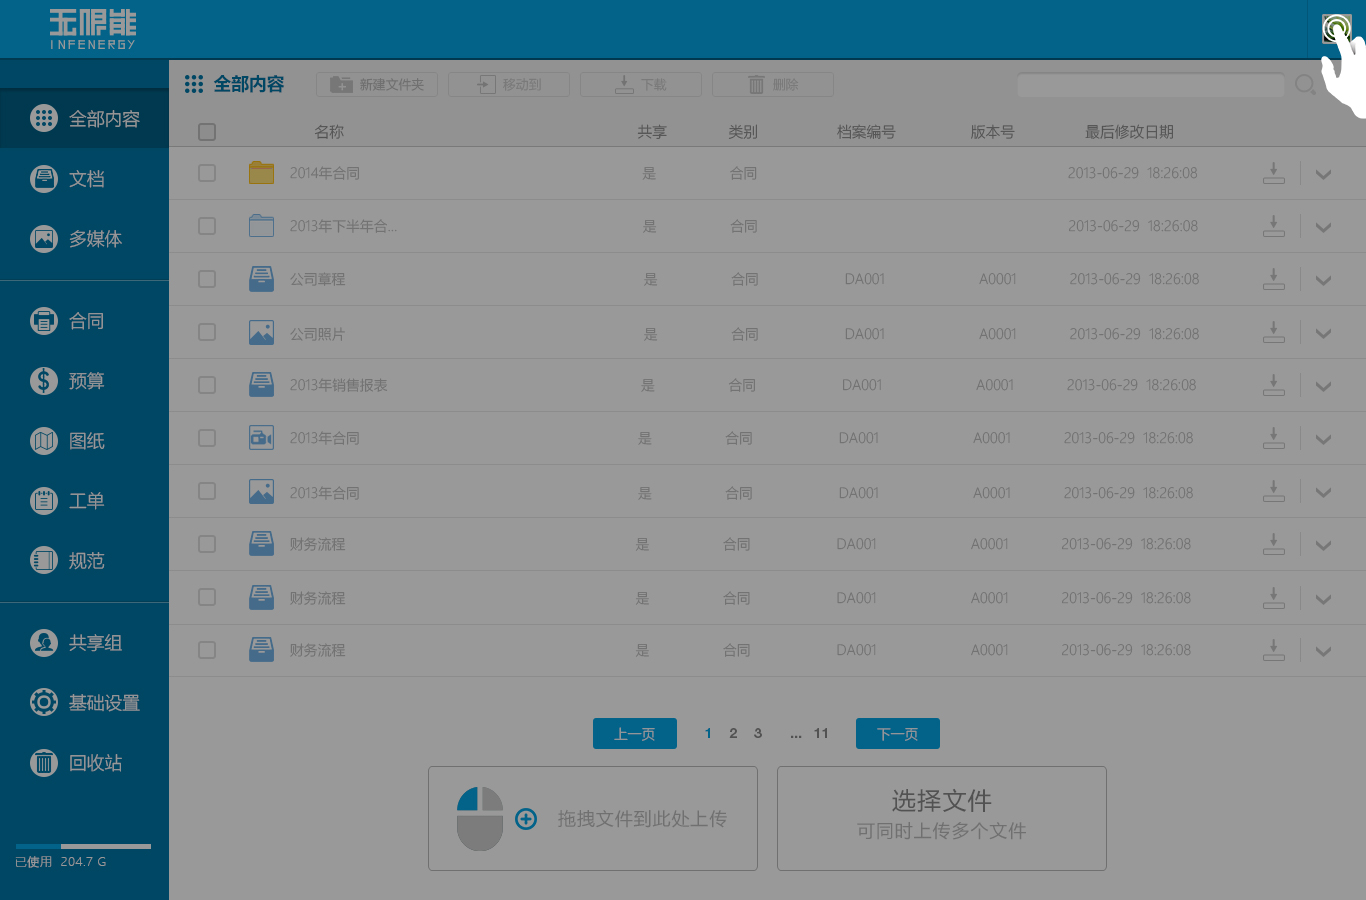 无限能
INFENERGY
全部内容 新建文件夹 移动到 下载 删除
全部内容
文档
多媒体
合同
预算
图纸
工单
规范
共享组
基础设置
回收站
已使用 204.7 G
名称 共享 类别 档案编号 版本号 最后修改日期
2014年合同 是 合同 2013-06-29 18:26:08
2013年下半年合... 是 合同 2013-06-29 18:26:08
公司章程 是 合同 DA001 A0001 2013-06-29 18:26:08
公司照片 是 合同 DA001 A0001 2013-06-29 18:26:08
2013年销售报表 是 合同 DA001 A0001 2013-06-29 18:26:08
2013年合同 是 合同 DA001 A0001 2013-06-29 18:26:08
2013年合同 是 合同 DA001 A0001 2013-06-29 18:26:08
财务流程 是 合同 DA001 A0001 2013-06-29 18:26:08
财务流程 是 合同 DA001 A0001 2013-06-29 18:26:08
财务流程 是 合同 DA001 A0001 2013-06-29 18:26:08
上一页 1 2 3 ... 11 下一页
拖拽文件到此处上传
选择文件
可同时上传多个文件